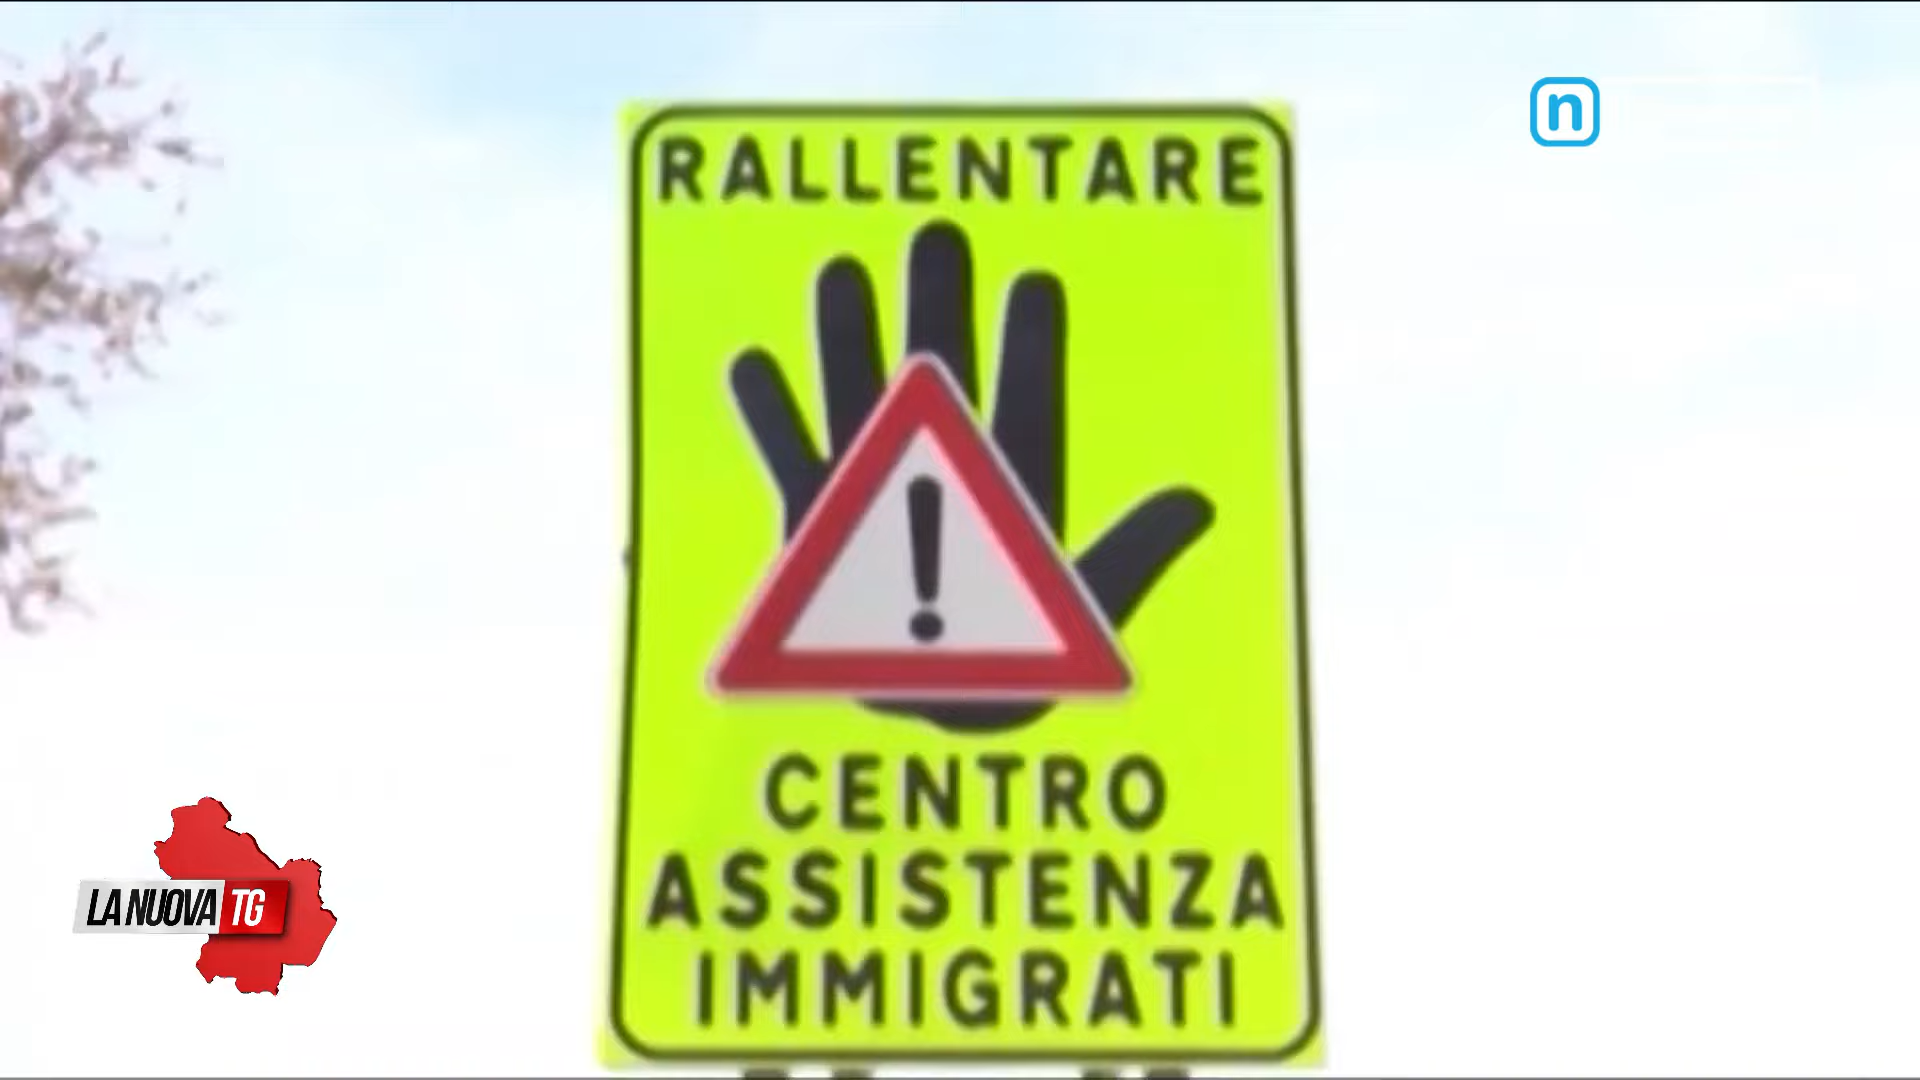 n
RALLENTARE
!
CENTRO
ASSISTENZA
IMMIGRATI
LA NUOVA TG